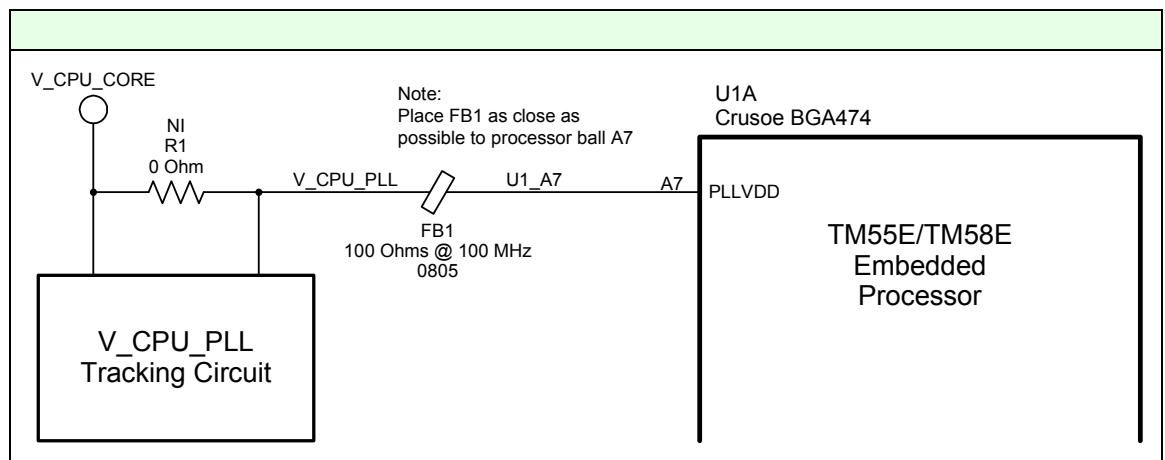 V_CPU_CORE
NI
R1
0 Ohm
V_CPU_PLL
Tracking Circuit
V_CPU_PLL
Note:
Place FB1 as close as
possible to processor ball A7
FB1
100 Ohms @ 100 MHz
0805
U1_A7
A7
U1A
Crusoe BGA474
PLLVDD
TM55E/TM58E
Embedded
Processor